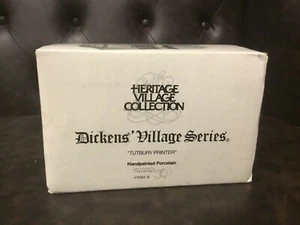 HERITAGE
VILLAGE
COLLECTION
Dickens' Village Series®
"TUTBURY PRINTER"
Handpainted Porcelain